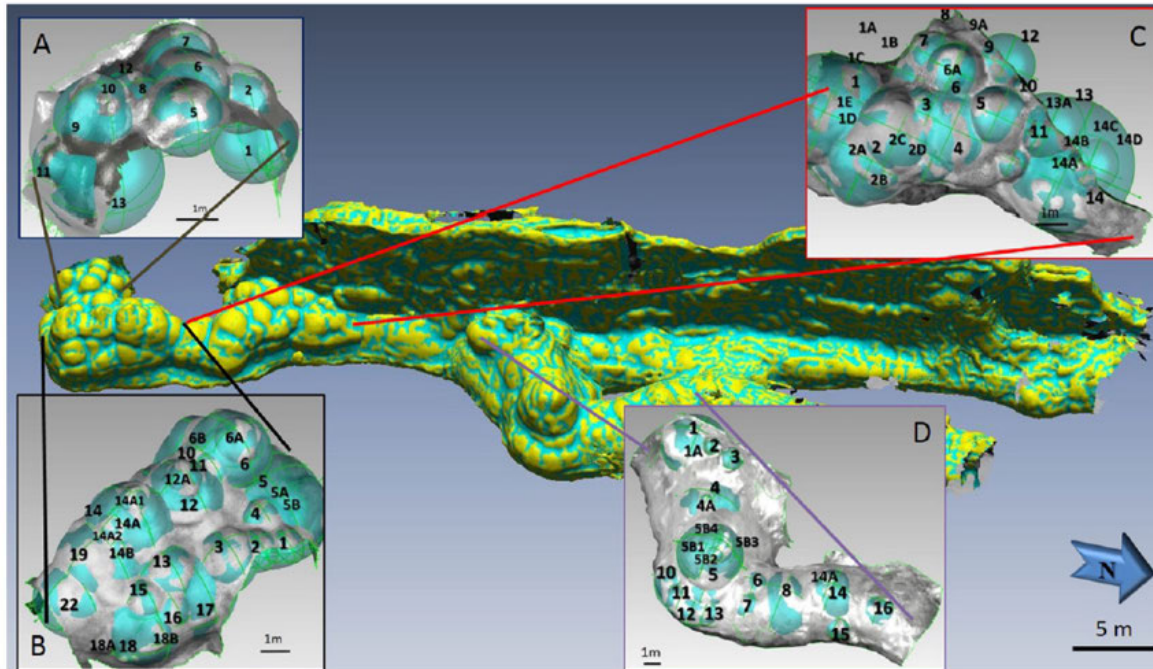 A
7
12
6
10
8
2
5
9
1
11
13
1m
C
8
9A
1A
12
7
9
1B
1C
6A
1
6
10
13
1E
3
5
13A
1D
14C
2C
11
14B
14D
2A
2
2D
4
14A
2B
14
1m
B
6B
6A
10
11
6
12A
5
5A
14A1
12
5B
14
4
14A
14A2
3
2
1
19
14B
13
15
22
16
17
18A
18
18B
1m
D
1
2
1A
3
4
4A
5B4
5B1
5B3
5B2
10
5
6
14A
11
8
14
7
16
12
13
15
1m
N
5 m